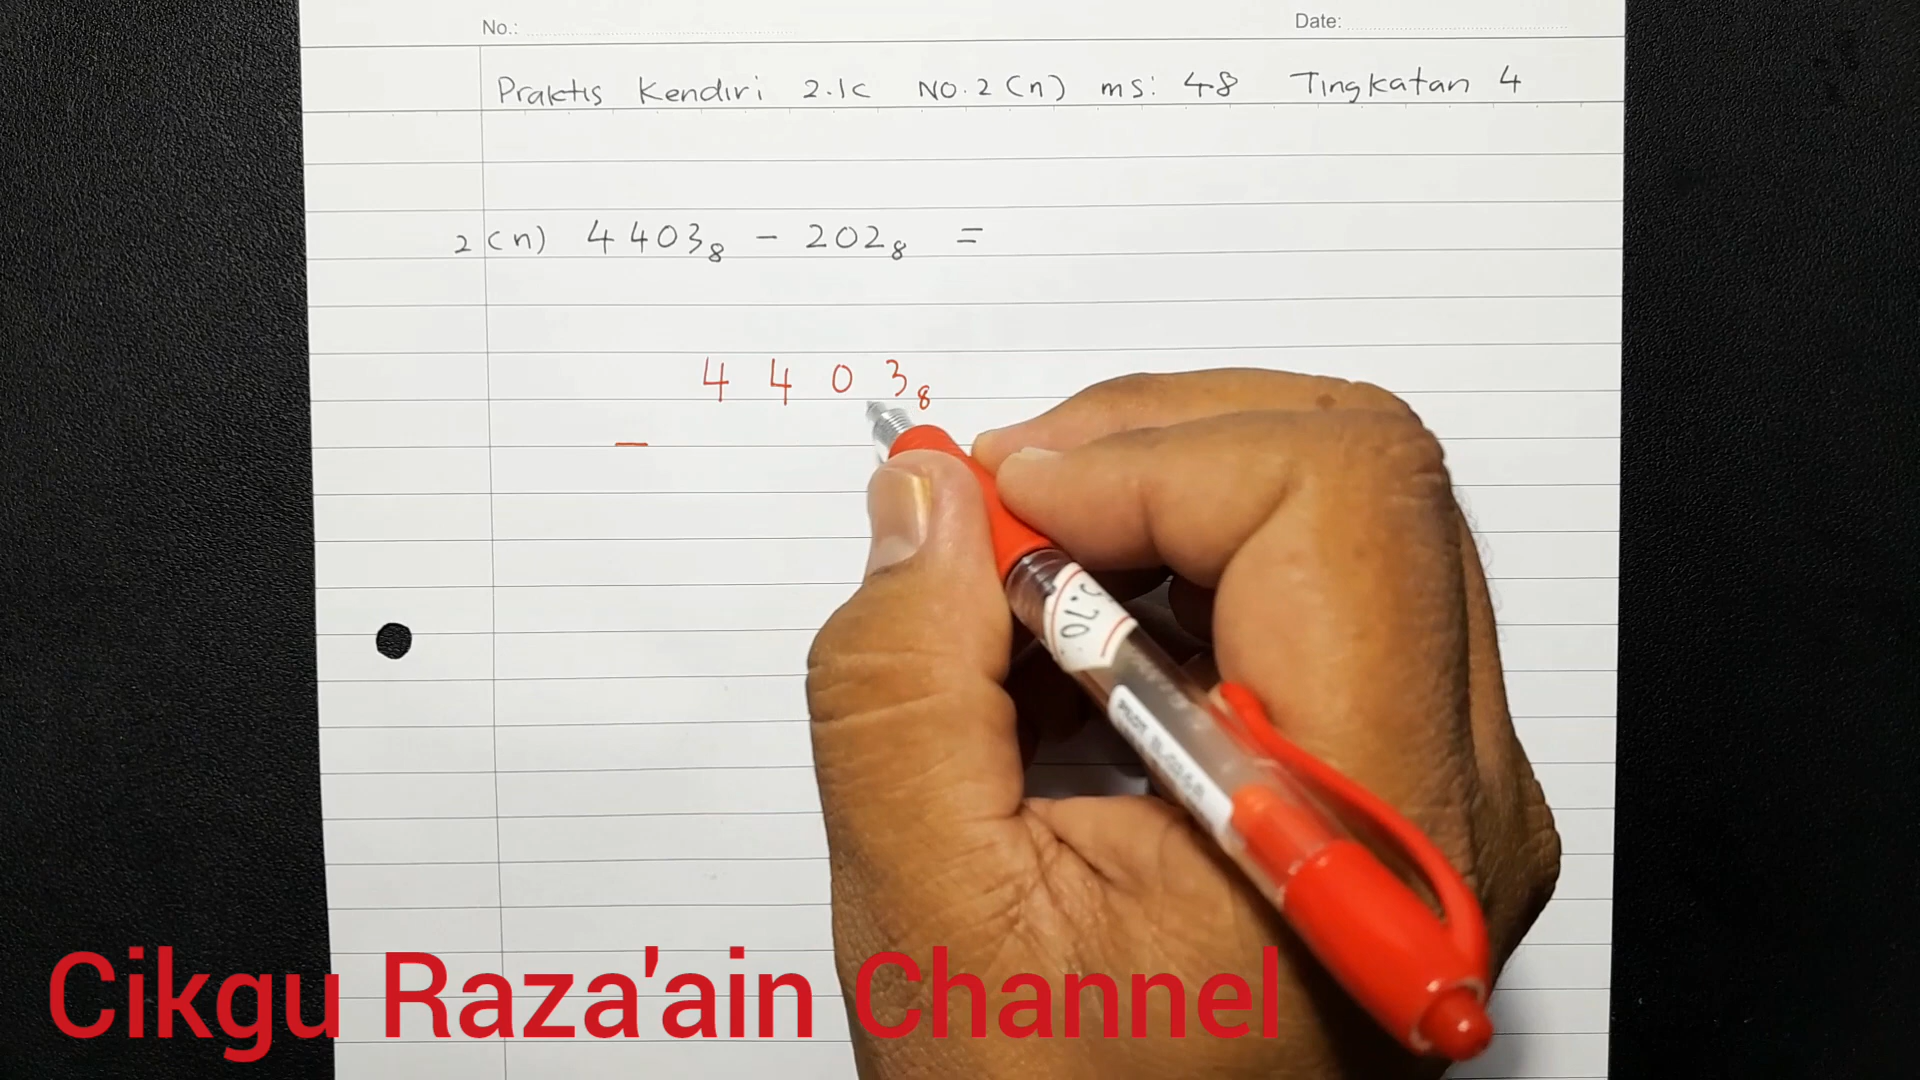 No.:
Date:
Praktis Kendiri 2.1c No.2 (n) ms: 48 Tingkatan 4
2(n) 4403₈ - 202₈ =
4 4 0 3₈
-
Cikgu Raza'ain Channel